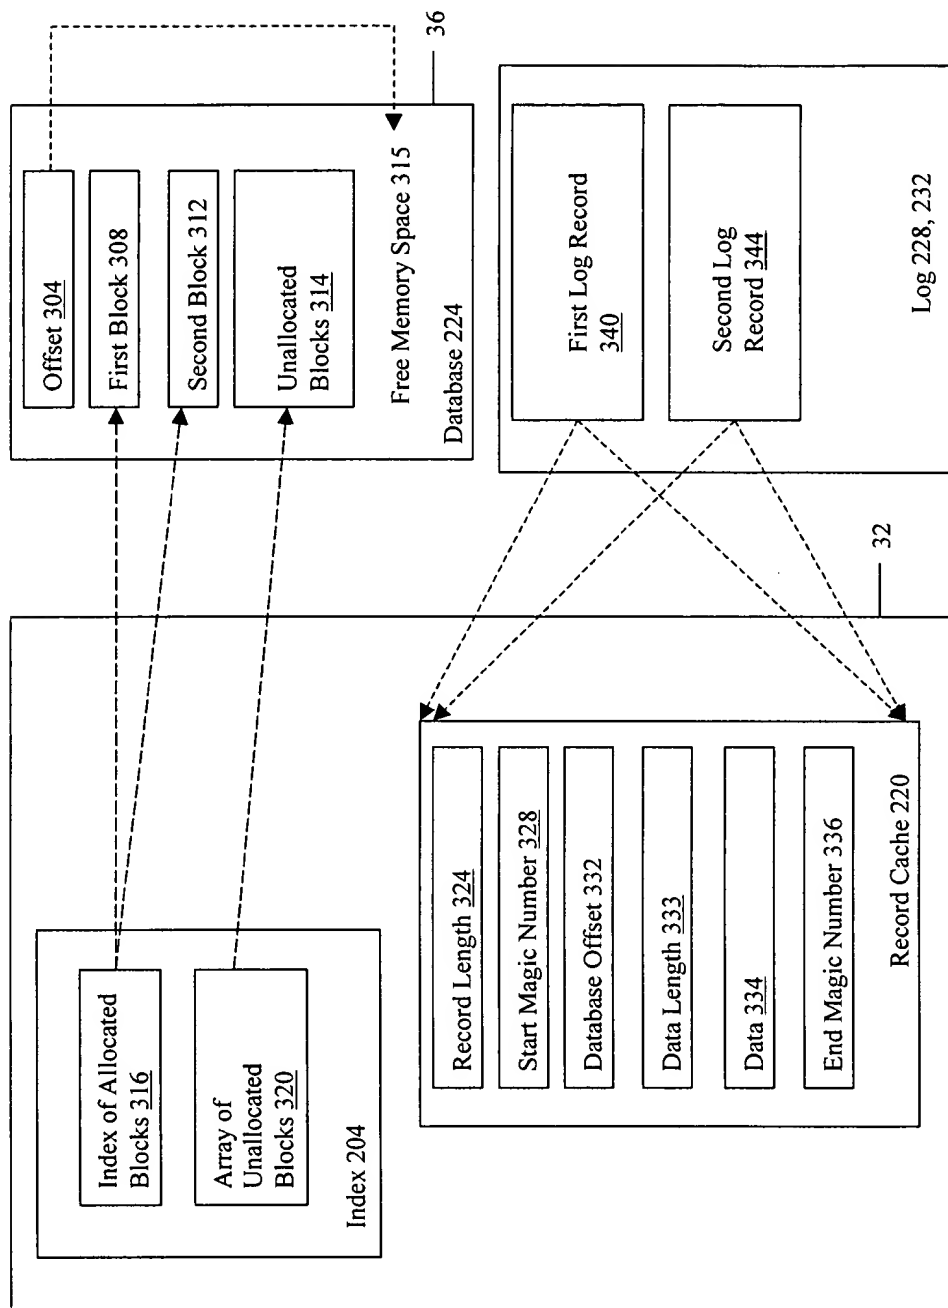 36
Offset 304
First Block 308
Second Block 312
Unallocated
Blocks 314
Free Memory Space 315
Database 224
First Log Record
340
Second Log
Record 344
Log 228, 232
32
Index of Allocated
Blocks 316
Array of
Unallocated
Blocks 320
Index 204
Record Length 324
Start Magic Number 328
Database Offset 332
Data Length 333
Data 334
End Magic Number 336
Record Cache 220